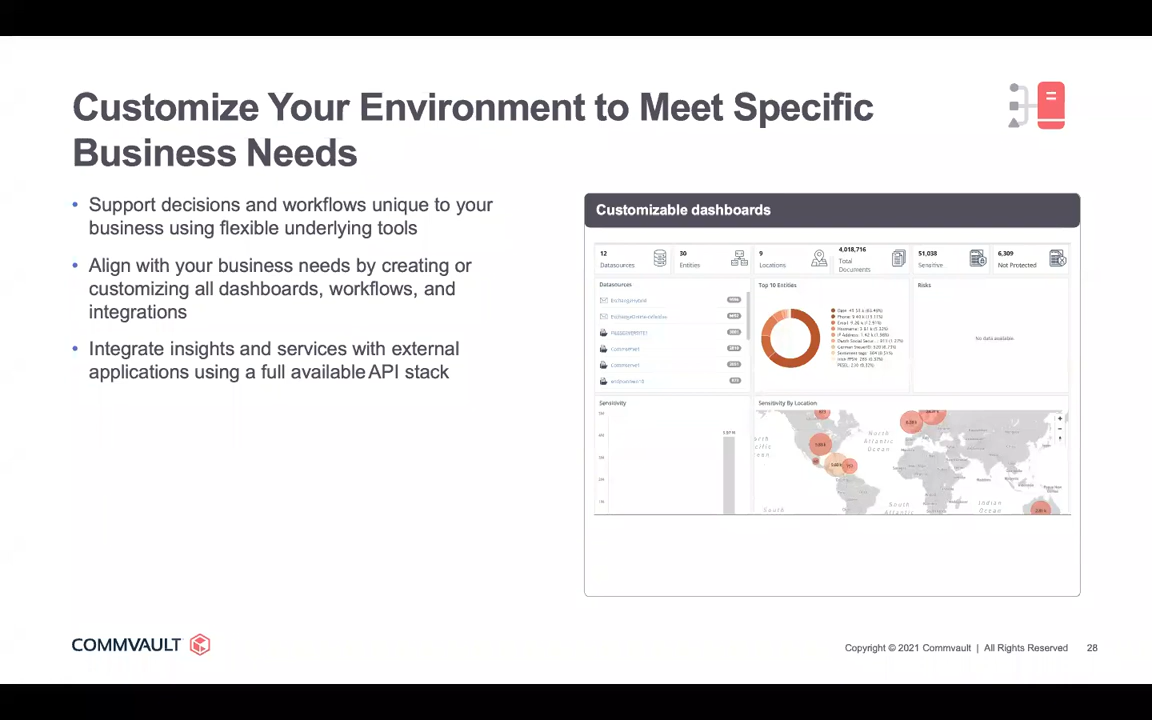 Customize Your Environment to Meet Specific
Business Needs
• Support decisions and workflows unique to your
business using flexible underlying tools
• Align with your business needs by creating or
customizing all dashboards, workflows, and
integrations
• Integrate insights and services with external
applications using a full available API stack
Customizable dashboards
12
Datasources
30
Entities
9
Locations
4,018,716
Total
Documents
51,038
Sensitive
6,309
Not Protected
Datasources
Top 10 Entities
Risks
No data available
Sensitivity
Sensitivity By Location
North
Atlantic
Ocean
South
Atlantic
Indian
Ocean
South
COMMVAULT
Copyright © 2021 Commvault | All Rights Reserved
28